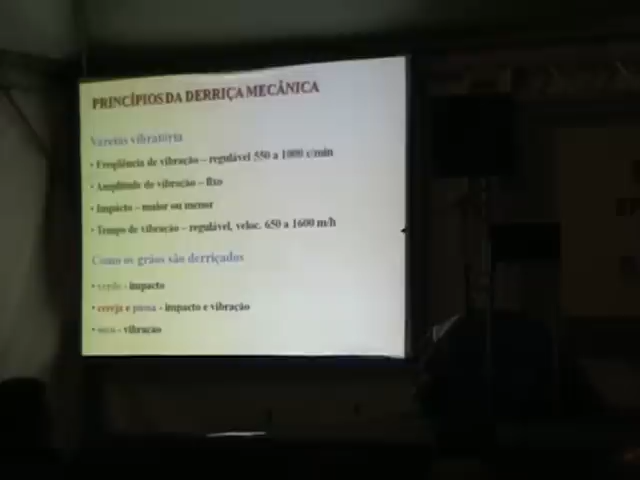 PRINCÍPIOS DA DERRIÇA MECÂNICA
Varetas vibratória
• Freqüência de vibração – regulável 550 a 1000 c/min
• Amplitude de vibração – fixo
• Impacto – maior ou menor
• Tempo de vibração – regulável, veloc. 650 a 1600 m/h
Como os grãos são derriçados
• verde - impacto
• cereja e passa - impacto e vibração
• seco - vibração